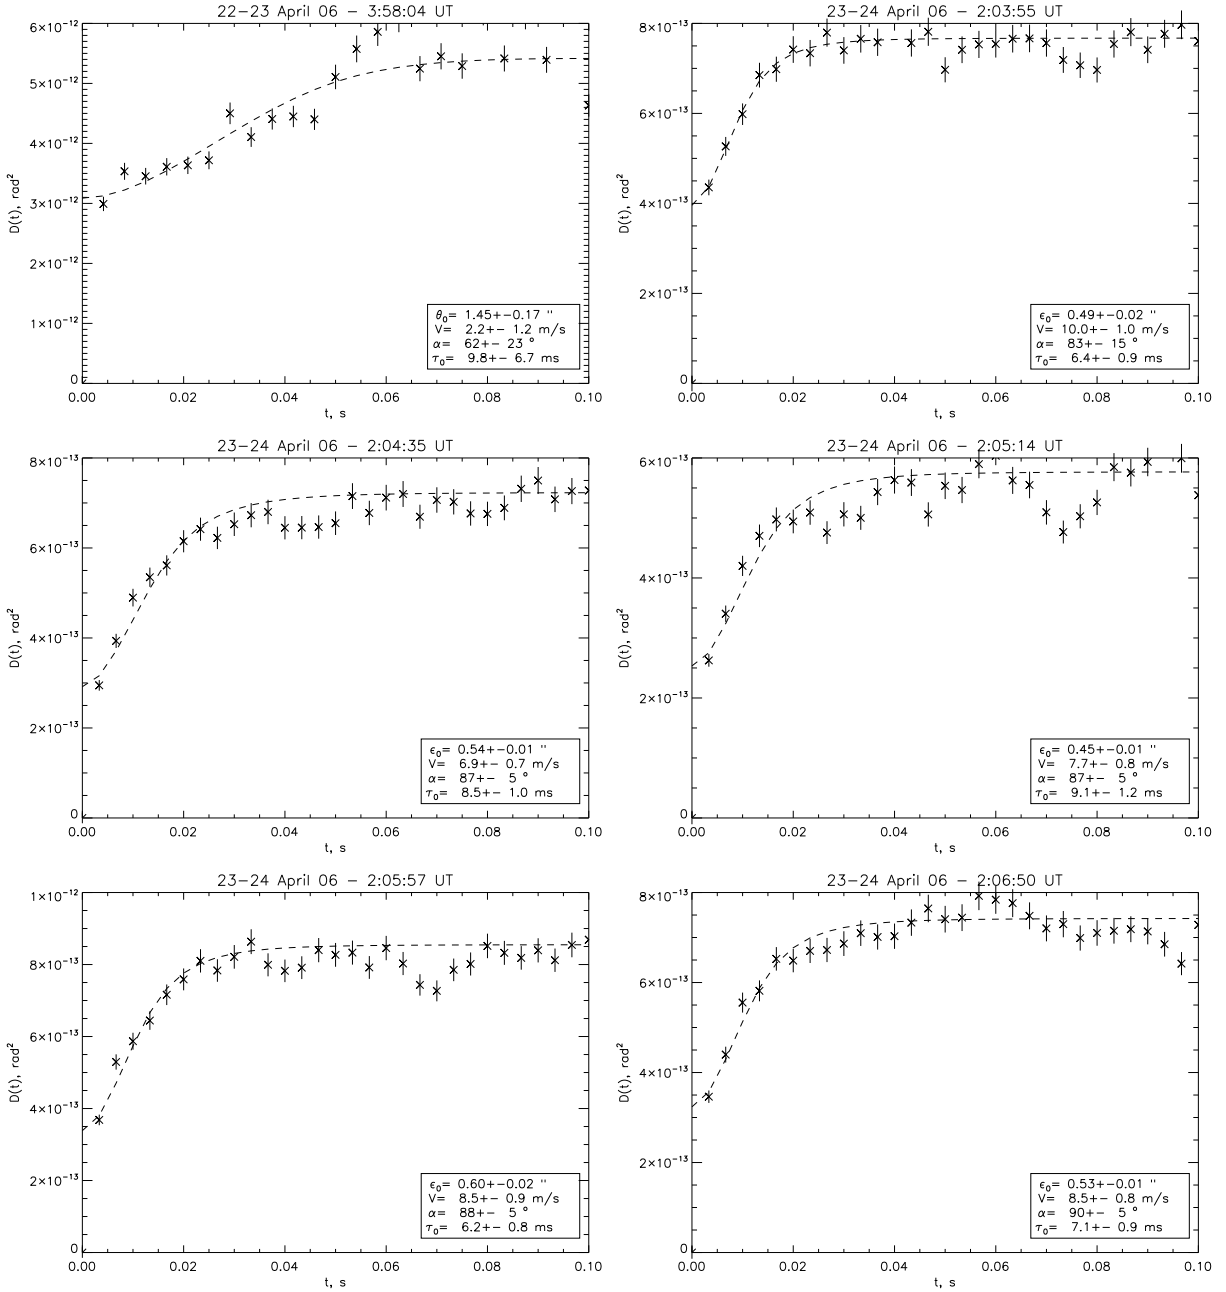 22-23 April 06 - 3:58:04 UT
6×10⁻¹²
5×10⁻¹²
4×10⁻¹²
3×10⁻¹²
2×10⁻¹²
1×10⁻¹²
0
D(t), rad²
θ₀= 1.45+-0.17 "
V= 2.2+- 1.2 m/s
α= 62+- 23 °
τ₀= 9.8+- 6.7 ms
0.00 0.02 0.04 0.06 0.08 0.10
t, s
23-24 April 06 - 2:03:55 UT
8×10⁻¹³
6×10⁻¹³
4×10⁻¹³
2×10⁻¹³
0
D(t), rad²
ϵ₀= 0.49+-0.02 "
V= 10.0+- 1.0 m/s
α= 83+- 15 °
τ₀= 6.4+- 0.9 ms
0.00 0.02 0.04 0.06 0.08 0.10
t, s
23-24 April 06 - 2:04:35 UT
8×10⁻¹³
6×10⁻¹³
4×10⁻¹³
2×10⁻¹³
0
D(t), rad²
ϵ₀= 0.54+-0.01 "
V= 6.9+- 0.7 m/s
α= 87+- 5 °
τ₀= 8.5+- 1.0 ms
0.00 0.02 0.04 0.06 0.08 0.10
t, s
23-24 April 06 - 2:05:14 UT
6×10⁻¹³
4×10⁻¹³
2×10⁻¹³
0
D(t), rad²
ϵ₀= 0.45+-0.01 "
V= 7.7+- 0.8 m/s
α= 87+- 5 °
τ₀= 9.1+- 1.2 ms
0.00 0.02 0.04 0.06 0.08 0.10
t, s
23-24 April 06 - 2:05:57 UT
1×10⁻¹²
8×10⁻¹³
6×10⁻¹³
4×10⁻¹³
2×10⁻¹³
0
D(t), rad²
ϵ₀= 0.60+-0.02 "
V= 8.5+- 0.9 m/s
α= 88+- 5 °
τ₀= 6.2+- 0.8 ms
0.00 0.02 0.04 0.06 0.08 0.10
t, s
23-24 April 06 - 2:06:50 UT
8×10⁻¹³
6×10⁻¹³
4×10⁻¹³
2×10⁻¹³
0
D(t), rad²
ϵ₀= 0.53+-0.01 "
V= 8.5+- 0.8 m/s
α= 90+- 5 °
τ₀= 7.1+- 0.9 ms
0.00 0.02 0.04 0.06 0.08 0.10
t, s